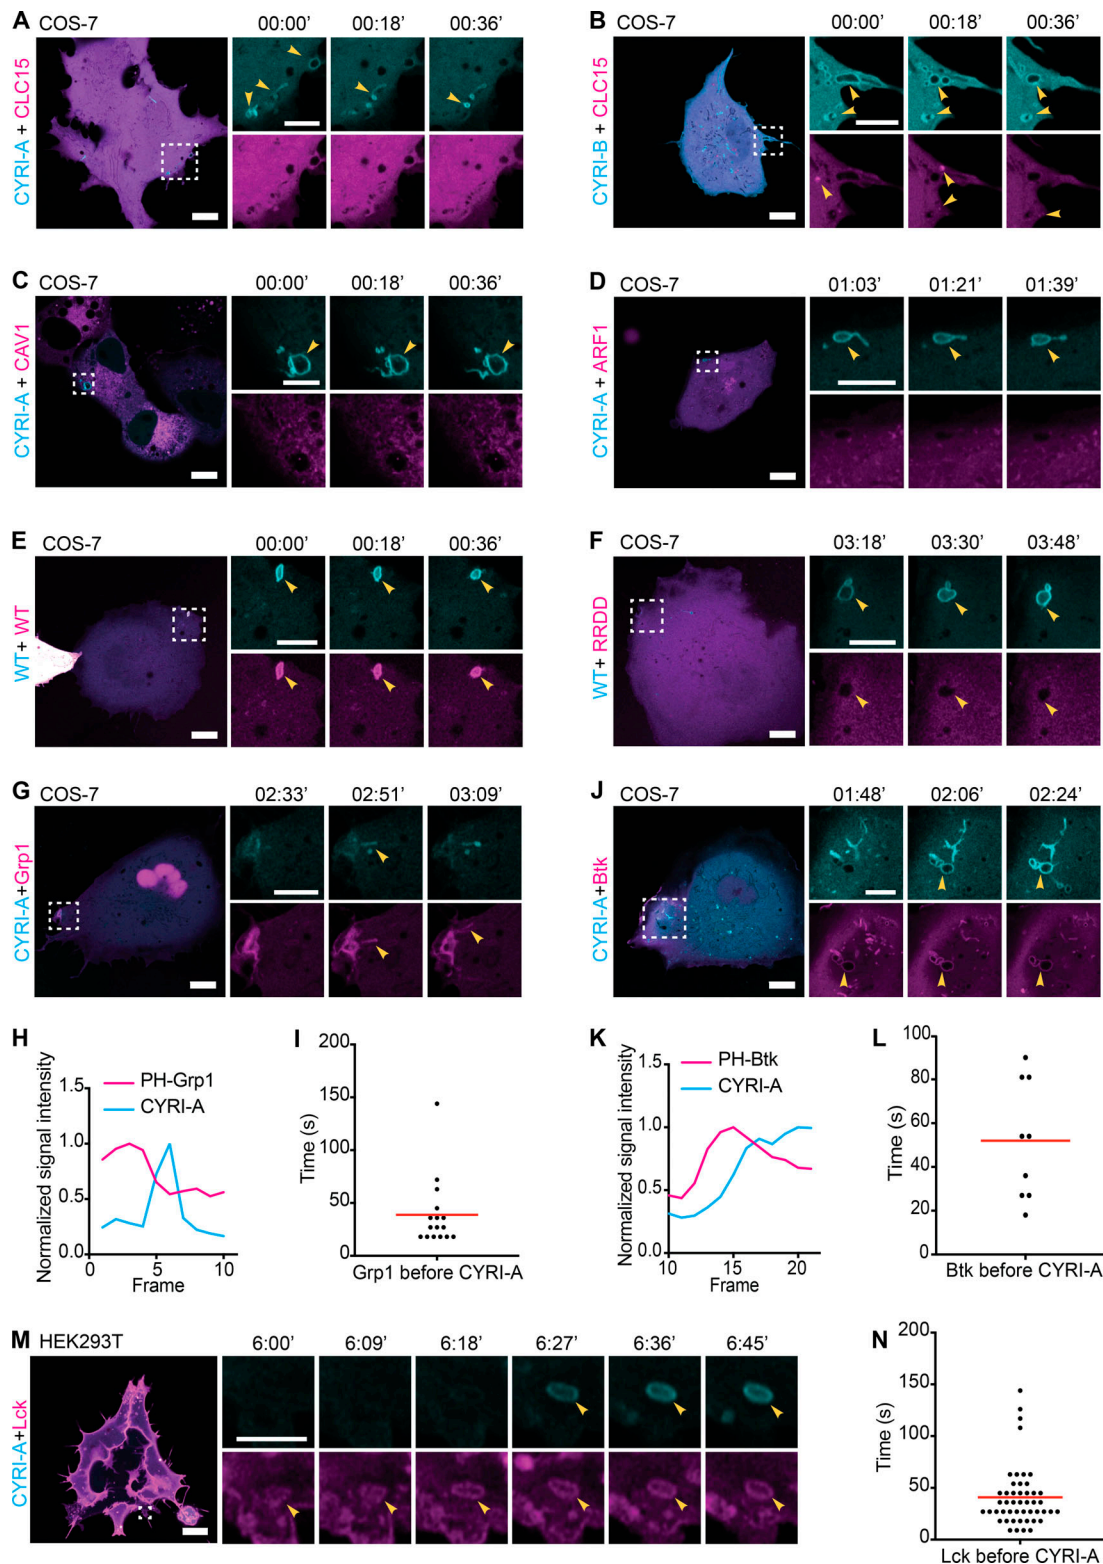 A
COS-7
00:00’
00:18’
00:36’
CYRI-A + CLC15
B
COS-7
00:00’
00:18’
00:36’
CYRI-B + CLC15
C
COS-7
00:00’
00:18’
00:36’
CYRI-A + CAV1
D
COS-7
01:03’
01:21’
01:39’
CYRI-A + ARF1
E
COS-7
00:00’
00:18’
00:36’
WT+ WT
F
COS-7
03:18’
03:30’
03:48’
WT+ RRDD
G
COS-7
02:33’
02:51’
03:09’
CYRI-A+Grp1
J
COS-7
01:48’
02:06’
02:24’
CYRI-A+Btk
H
Normalized signal intensity
1.5
1.0
0.5
0.0
PH-Grp1
CYRI-A
0
5
10
Frame
I
Time (s)
200
150
100
50
0
Grp1 before CYRI-A
K
Normalized signal intensity
1.5
1.0
0.5
0.0
PH-Btk
CYRI-A
10
15
20
Frame
L
Time (s)
100
80
60
40
20
0
Btk before CYRI-A
M
HEK293T
6:00’
6:09’
6:18’
6:27’
6:36’
6:45’
CYRI-A+Lck
N
Time (s)
200
150
100
50
0
Lck before CYRI-A